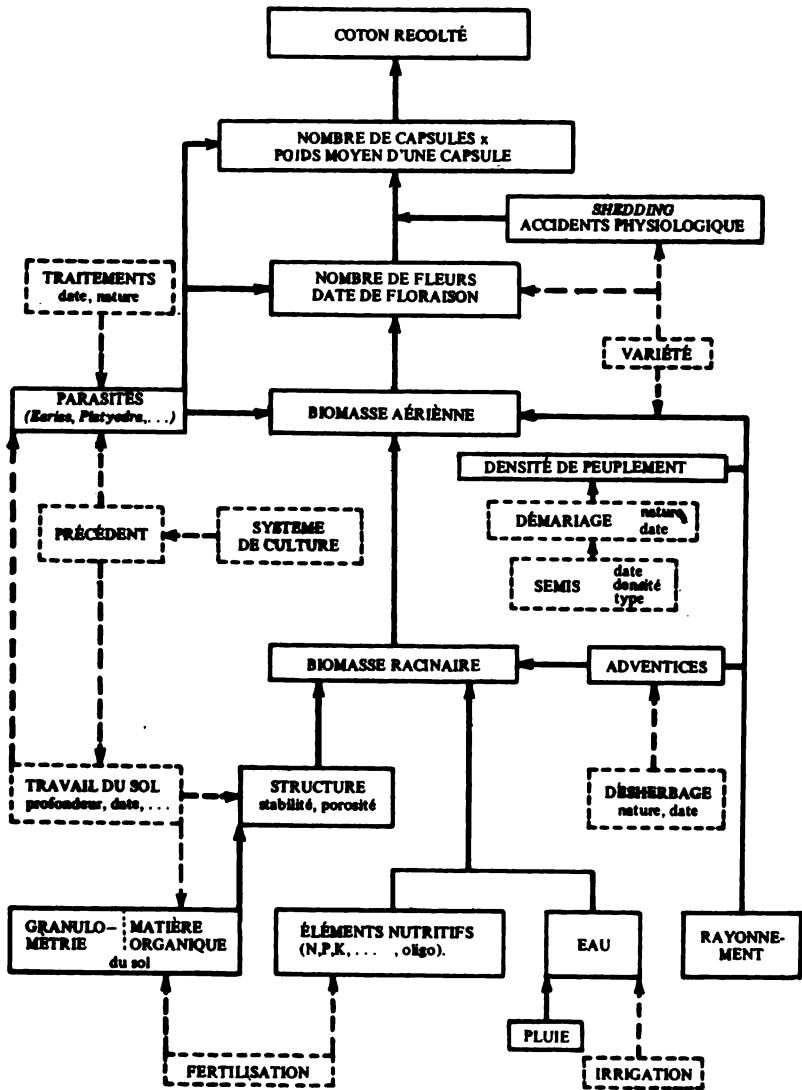 COTON RECOLTÉ
NOMBRE DE CAPSULES x
POIDS MOYEN D'UNE CAPSULE
SHEDDING
ACCIDENTS PHYSIOLOGIQUE
TRAITEMENTS
date, nature
NOMBRE DE FLEURS
DATE DE FLORAISON
VARIÉTÉ
PARASITES
(Earias, Platyedra, . . .)
BIOMASSE AÉRIÈNNE
DENSITÉ DE PEUPLEMENT
DÉMARIAGE nature,
date
PRÉCÉDENT
SYSTEME
DE CULTURE
SEMIS date
densité
type
BIOMASSE RACINAIRE
ADVENTICES
TRAVAIL DU SOL
profondeur, date, . . .
STRUCTURE
stabilité, porosité
DÉSHERBAGE
nature, date
GRANULO–
MÉTRIE
MATIÈRE
ORGANIQUE
du sol
ÉLÉMENTS NUTRITIFS
(N,P,K, . . . , oligo).
EAU
RAYONNE-
MENT
PLUIE
FERTILISATION
IRRIGATION